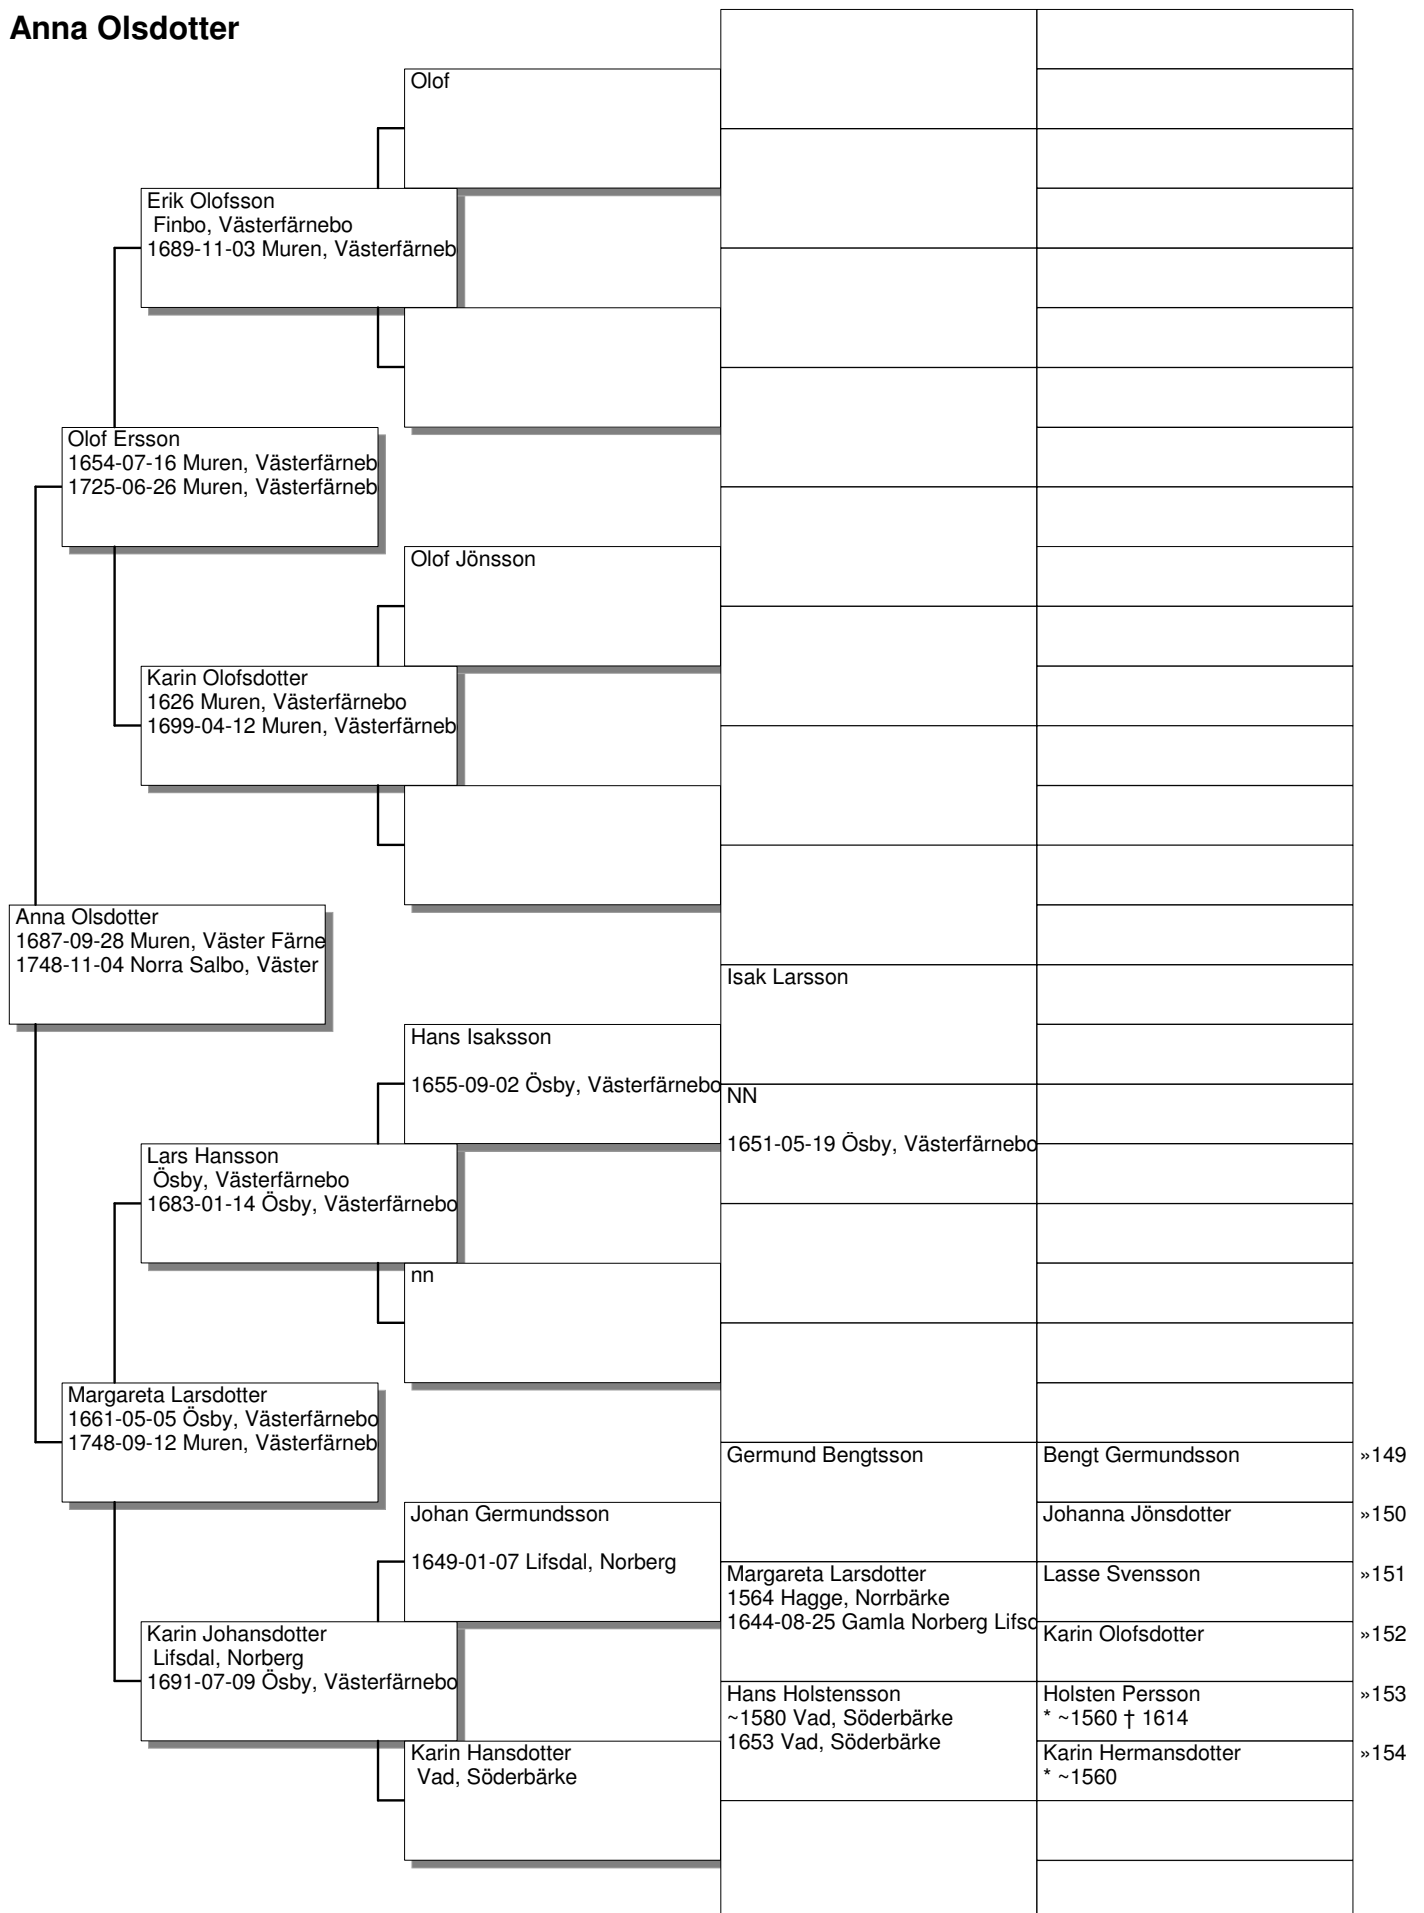 Anna Olsdotter
Olof
Erik Olofsson
Finbo, Västerfärnebo
1689-11-03 Muren, Västerfärneb
Olof Ersson
1654-07-16 Muren, Västerfärneb
1725-06-26 Muren, Västerfärneb
Olof Jönsson
Karin Olofsdotter
1626 Muren, Västerfärnebo
1699-04-12 Muren, Västerfärneb
Anna Olsdotter
1687-09-28 Muren, Väster Färne
1748-11-04 Norra Salbo, Väster
Isak Larsson
Hans Isaksson
1655-09-02 Ösby, Västerfärnebo
NN
1651-05-19 Ösby, Västerfärnebo
Lars Hansson
Ösby, Västerfärnebo
1683-01-14 Ösby, Västerfärnebo
nn
Margareta Larsdotter
1661-05-05 Ösby, Västerfärnebo
1748-09-12 Muren, Västerfärneb
Germund Bengtsson
Bengt Germundsson »149
Johan Germundsson
1649-01-07 Lifsdal, Norberg
Johanna Jönsdotter »150
Margareta Larsdotter
1564 Hagge, Norrbärke
1644-08-25 Gamla Norberg Lifsd
Lasse Svensson »151
Karin Olofsdotter »152
Karin Johansdotter
Lifsdal, Norberg
1691-07-09 Ösby, Västerfärnebo
Hans Holstensson
~1580 Vad, Söderbärke
1653 Vad, Söderbärke
Holsten Persson »153
* ~1560 † 1614
Karin Hansdotter
Vad, Söderbärke
Karin Hermansdotter »154
* ~1560